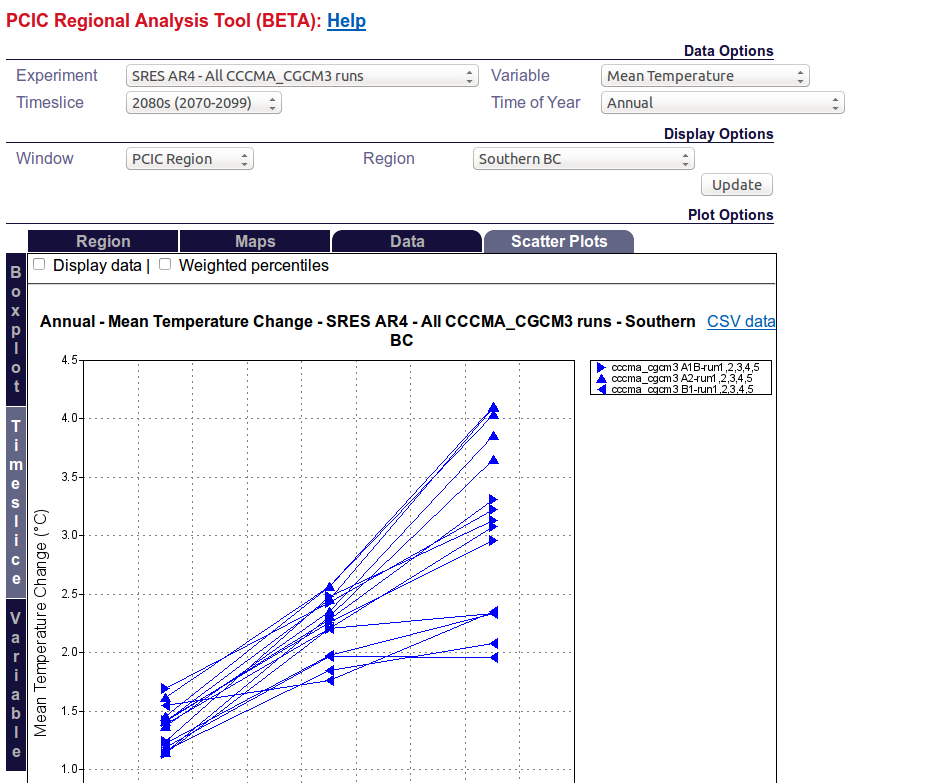 PCIC Regional Analysis Tool (BETA): Help
Data Options
Experiment SRES AR4 - All CCCMA_CGCM3 runs Variable Mean Temperature
Timeslice 2080s (2070-2099) Time of Year Annual
Display Options
Window PCIC Region Region Southern BC
Update
Plot Options
Region Maps Data Scatter Plots
Boxplot
Timeslice
Variable
Display data | Weighted percentiles
Annual - Mean Temperature Change - SRES AR4 - All CCCMA_CGCM3 runs - Southern BC CSV data
cccma_cgcm3 A1B-run1,2,3,4,5
cccma_cgcm3 A2-run1,2,3,4,5
cccma_cgcm3 B1-run1,2,3,4,5
Mean Temperature Change (°C)
4.5
4.0
3.5
3.0
2.5
2.0
1.5
1.0